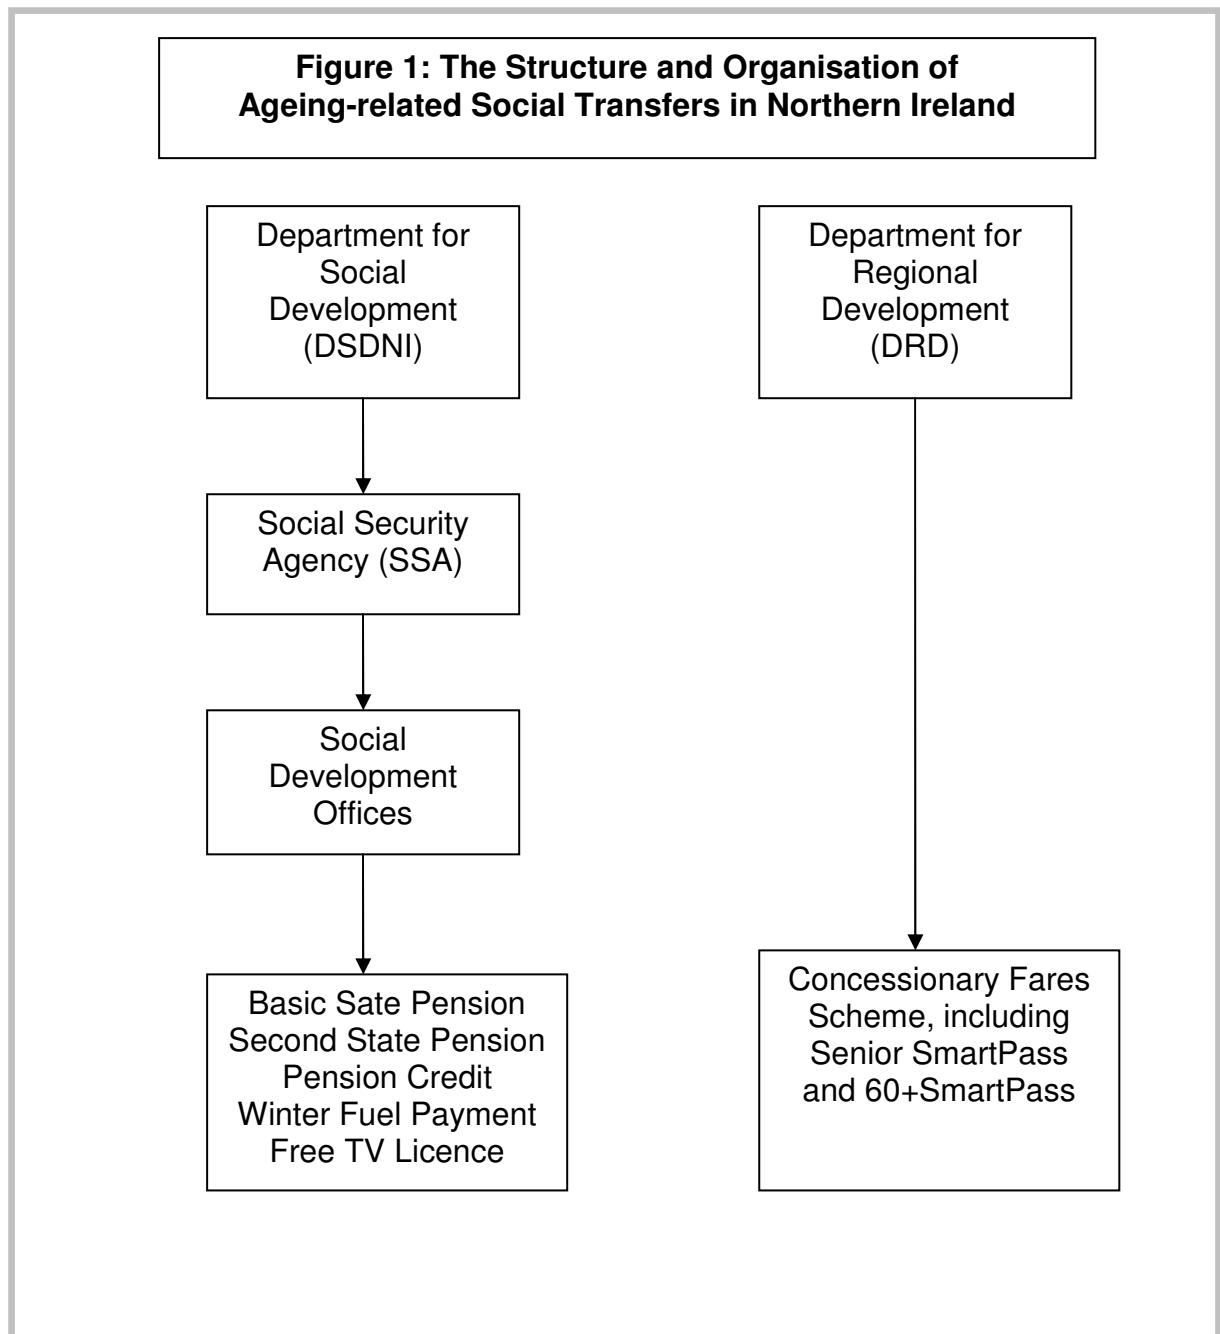 Figure 1: The Structure and Organisation of
Ageing-related Social Transfers in Northern Ireland
Department for
Social
Development
(DSDNI)
Department for
Regional
Development
(DRD)
Social Security
Agency (SSA)
Social
Development
Offices
Basic Sate Pension
Second State Pension
Pension Credit
Winter Fuel Payment
Free TV Licence
Concessionary Fares
Scheme, including
Senior SmartPass
and 60+SmartPass